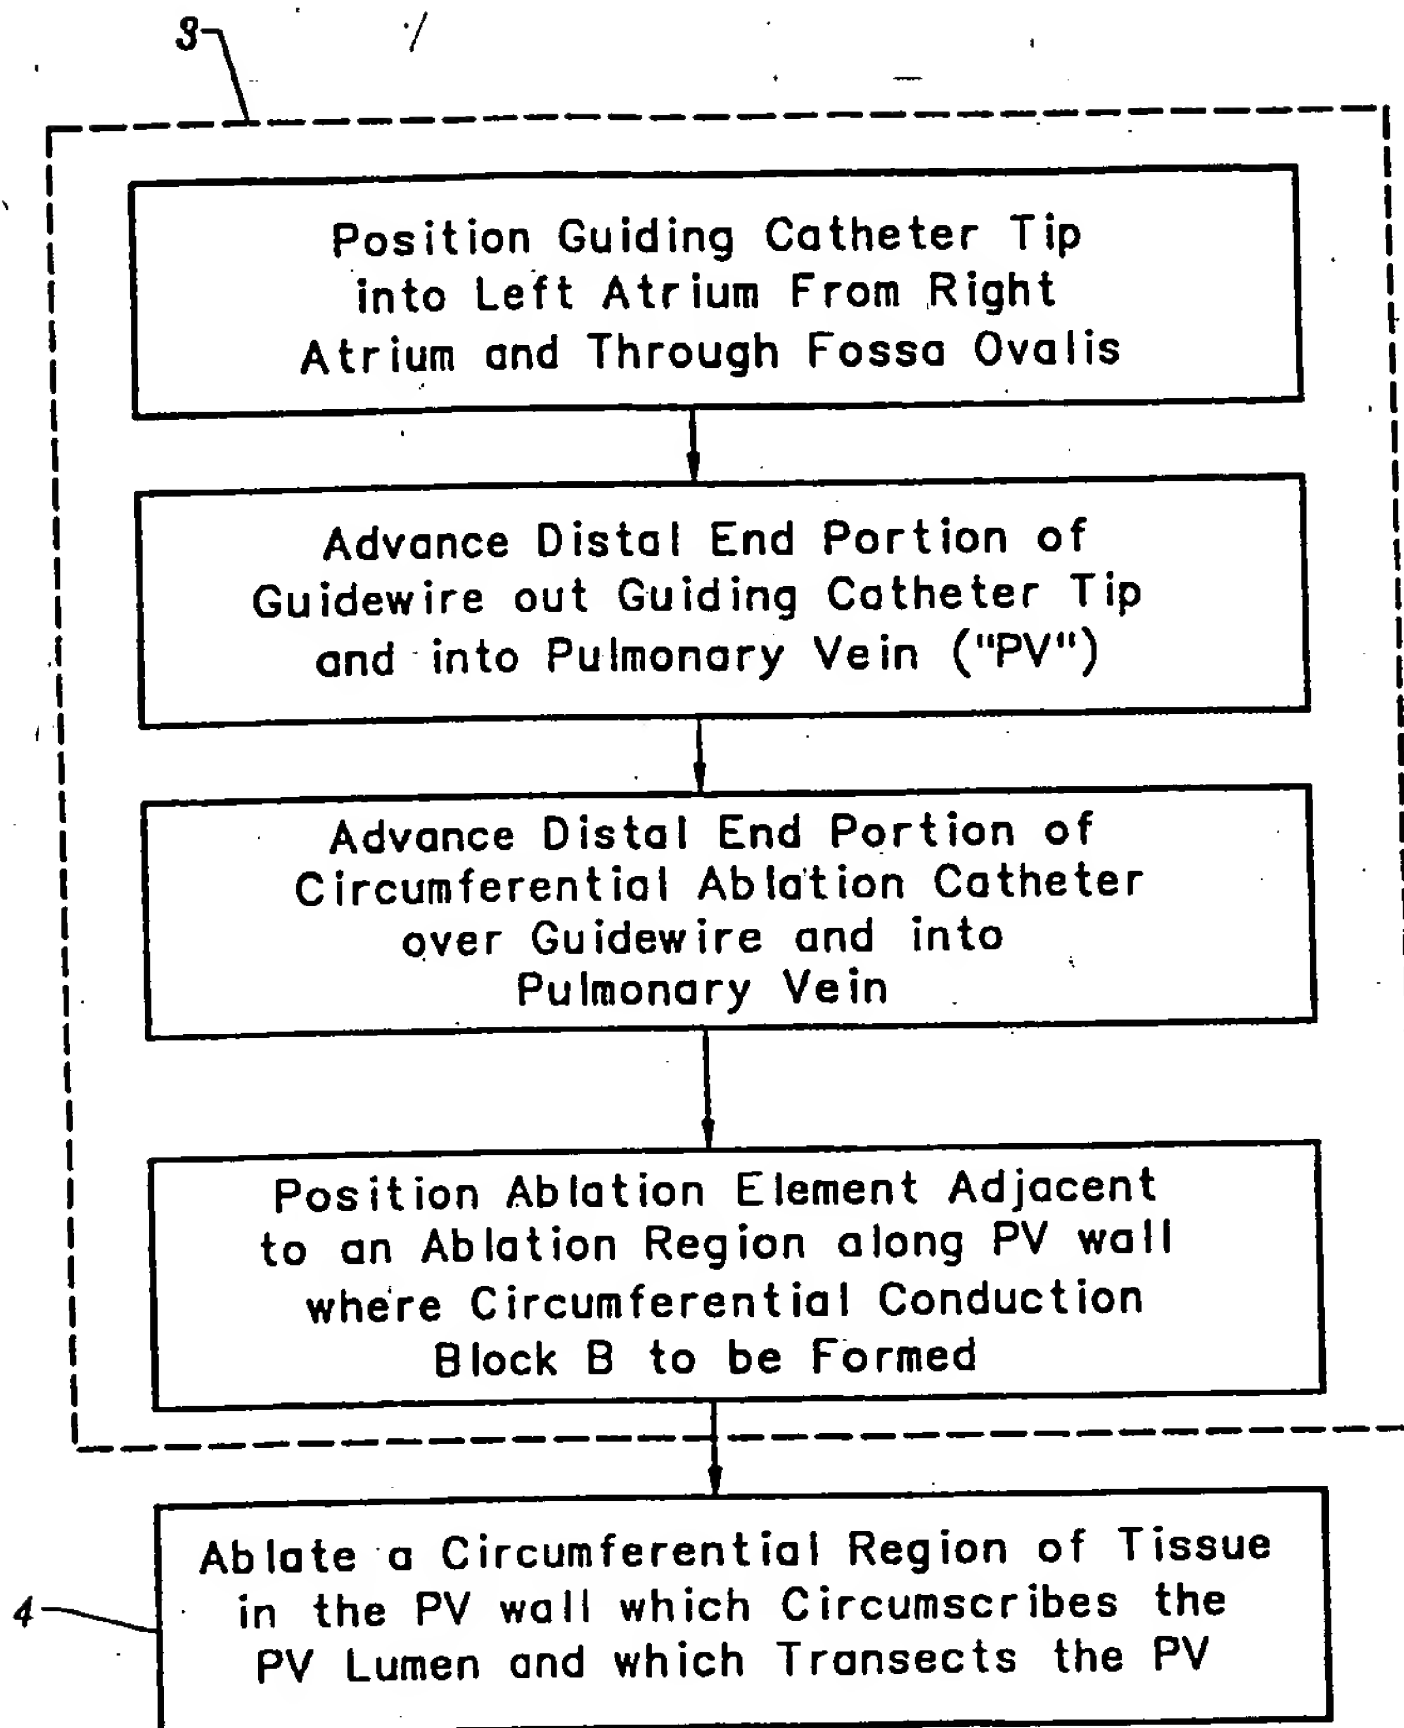 3
Position Guiding Catheter Tip
into Left Atrium From Right
Atrium and Through Fossa Ovalis
Advance Distal End Portion of
Guidewire out Guiding Catheter Tip
and into Pulmonary Vein ("PV")
Advance Distal End Portion of
Circumferential Ablation Catheter
over Guidewire and into
Pulmonary Vein
Position Ablation Element Adjacent
to an Ablation Region along PV wall
where Circumferential Conduction
Block B to be Formed
Ablate a Circumferential Region of Tissue
in the PV wall which Circumscribes the
PV Lumen and which Transects the PV
4